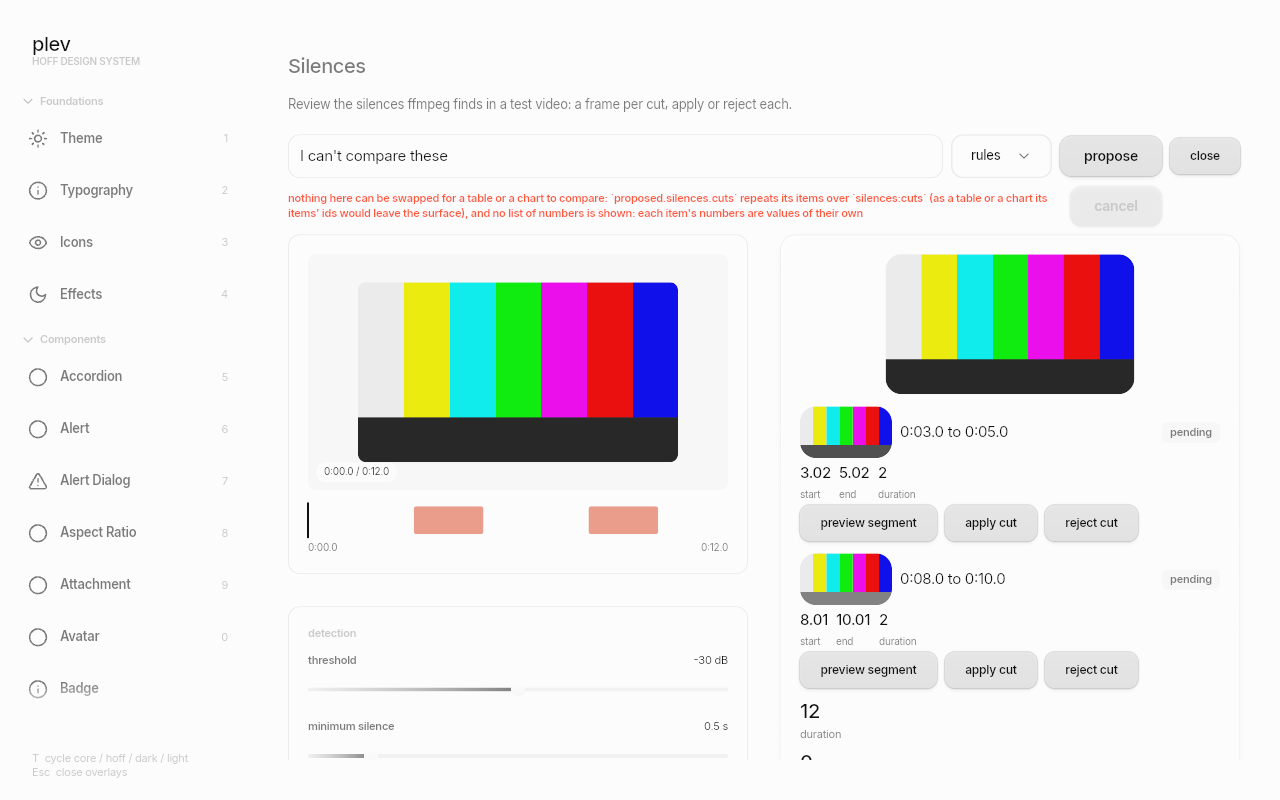 plev
HOFF DESIGN SYSTEM
Foundations
Theme 1
Typography 2
Icons 3
Effects 4
Components
Accordion 5
Alert 6
Alert Dialog 7
Aspect Ratio 8
Attachment 9
Avatar 0
Badge
T cycle core / hoff / dark / light
Esc close overlays
Silences
Review the silences ffmpeg finds in a test video: a frame per cut, apply or reject each.
I can't compare these
rules
propose
close
nothing here can be swapped for a table or a chart to compare: `proposed.silences.cuts` repeats its items over `silences:cuts` (as a table or a chart its
items' ids would leave the surface), and no list of numbers is shown: each item's numbers are values of their own
cancel
0:00.0 / 0:12.0
0:00.0 0:12.0
detection
threshold -30 dB
minimum silence 0.5 s
0:03.0 to 0:05.0 pending
3.02 5.02 2
start end duration
preview segment apply cut reject cut
0:08.0 to 0:10.0 pending
8.01 10.01 2
start end duration
preview segment apply cut reject cut
12
duration